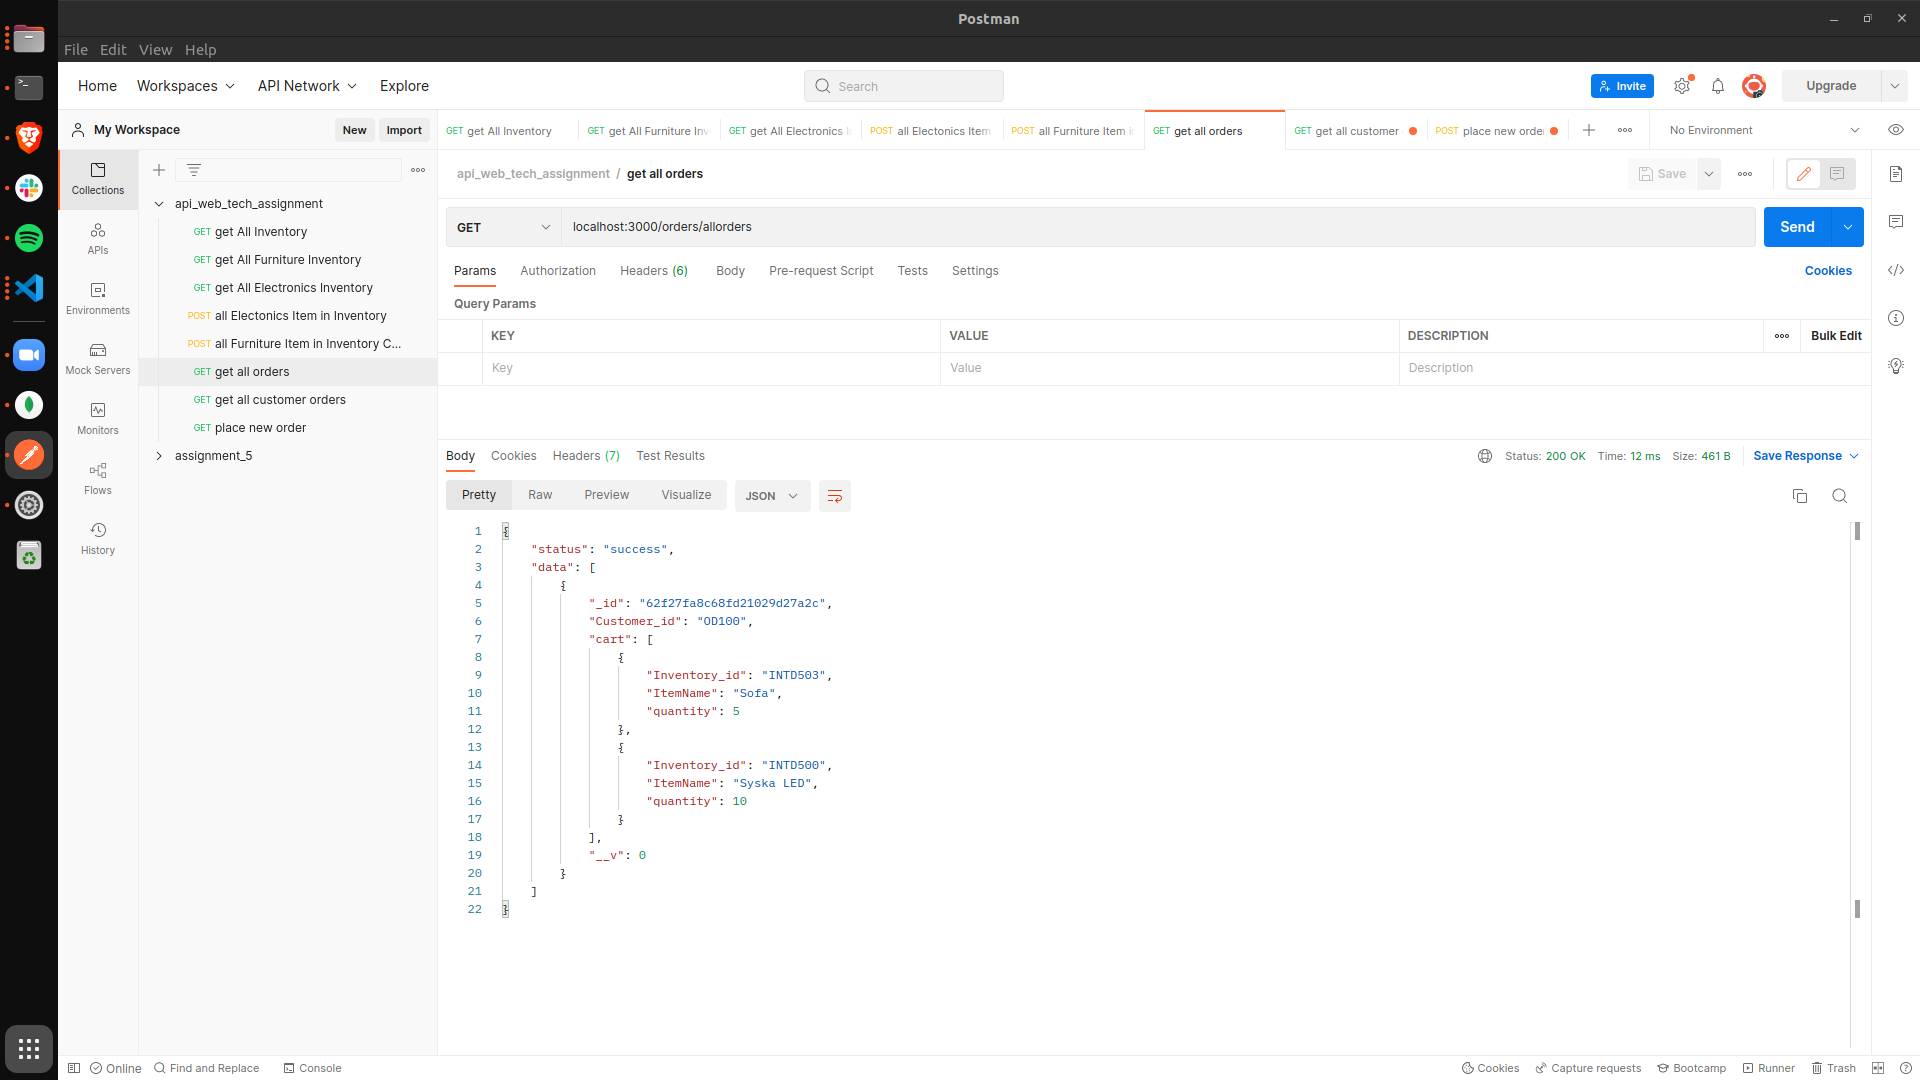 Postman
File Edit View Help
Home Workspaces API Network Explore
Search
Invite
Upgrade
My Workspace New Import
GET get All Inventory
GET get All Furniture Inv
GET get All Electronics I
POST all Electonics Item
POST all Furniture Item i
GET get all orders
GET get all customer
POST place new order
No Environment
Collections
APIs
Environments
Mock Servers
Monitors
Flows
History
api_web_tech_assignment
GET get All Inventory
GET get All Furniture Inventory
GET get All Electronics Inventory
POST all Electonics Item in Inventory
POST all Furniture Item in Inventory C...
GET get all orders
GET get all customer orders
GET place new order
assignment_5
api_web_tech_assignment / get all orders
Save
GET localhost:3000/orders/allorders Send
Params Authorization Headers (6) Body Pre-request Script Tests Settings Cookies
Query Params
KEY VALUE DESCRIPTION Bulk Edit
Key Value Description
Body Cookies Headers (7) Test Results Status: 200 OK Time: 12 ms Size: 461 B Save Response
Pretty Raw Preview Visualize JSON
1 {
2 "status": "success",
3 "data": [
4 {
5 "_id": "62f27fa8c68fd21029d27a2c",
6 "Customer_id": "OD100",
7 "cart": [
8 {
9 "Inventory_id": "INTD503",
10 "ItemName": "Sofa",
11 "quantity": 5
12 },
13 {
14 "Inventory_id": "INTD500",
15 "ItemName": "Syska LED",
16 "quantity": 10
17 }
18 ],
19 "__v": 0
20 }
21 ]
22 }
Online Find and Replace Console Cookies Capture requests Bootcamp Runner Trash